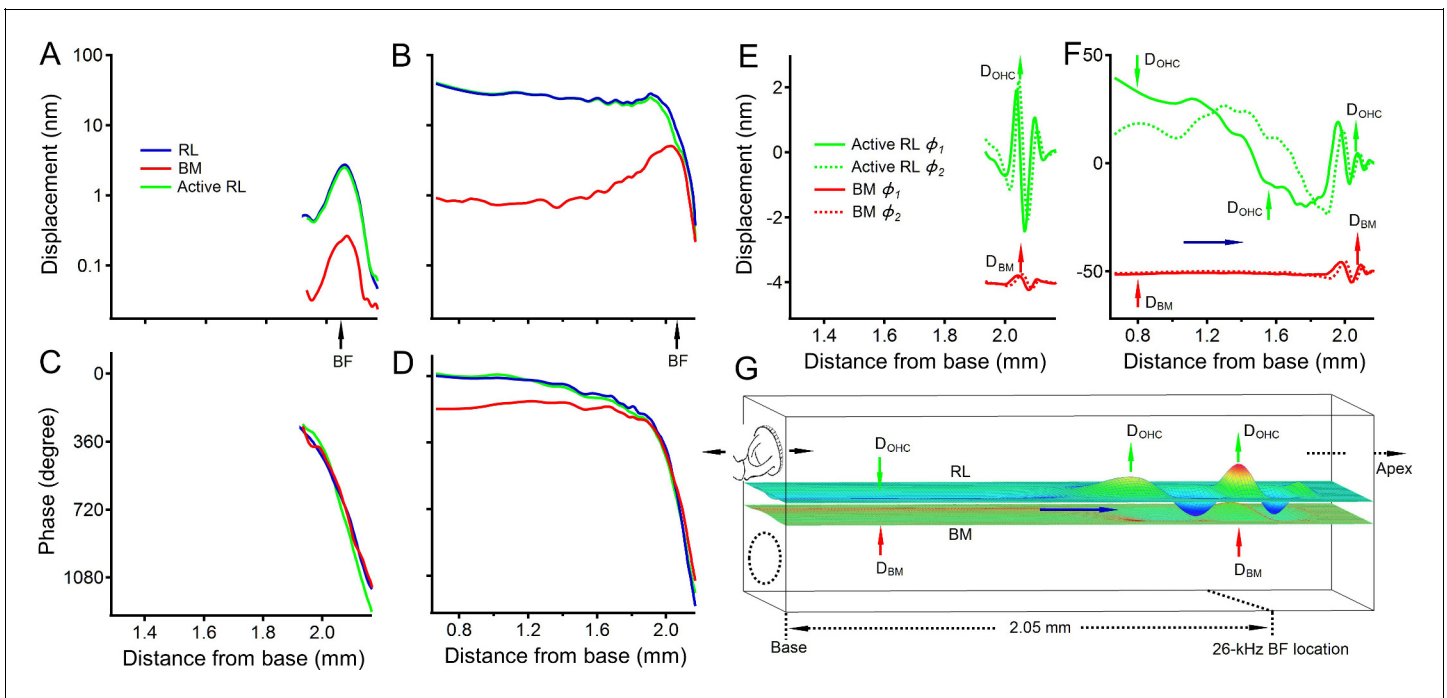 A
Displacement (nm)
100
10
1
0.1
RL
BM
Active RL
BF
B
BF
C
Phase (degree)
0
360
720
1080
1.4 1.6 1.8 2.0
Distance from base (mm)
D
0.8 1.2 1.6 2.0
Distance from base (mm)
E
Displacement (nm)
2
0
-2
-4
DOHC
Active RL ϕ1
Active RL ϕ2
BM ϕ1
BM ϕ2
DBM
1.4 1.6 1.8 2.0
Distance from base (mm)
F
50
0
-50
DOHC
DOHC
DOHC
DBM
DBM
0.8 1.2 1.6 2.0
Distance from base (mm)
G
DOHC
DOHC
DOHC
RL
Apex
BM
DBM
DBM
2.05 mm
Base
26-kHz BF location